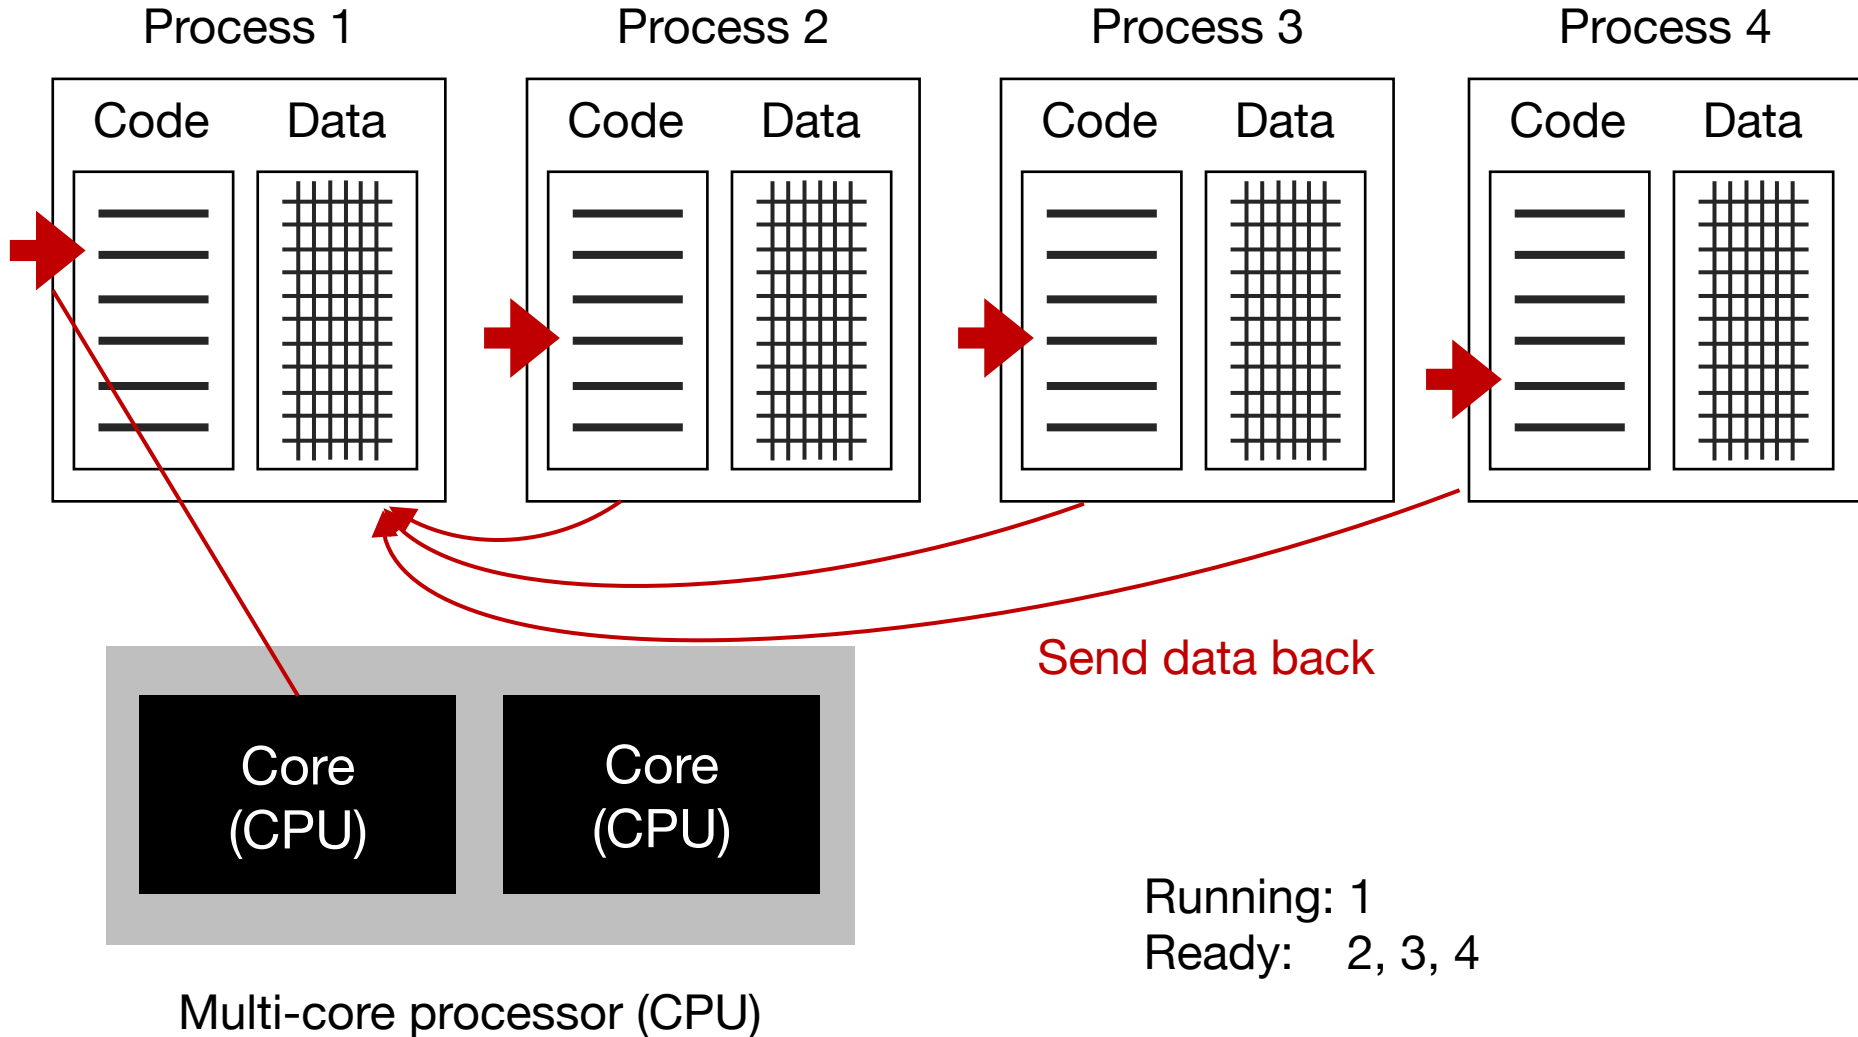 Process 1
Process 2
Process 3
Process 4
Code Data
Code Data
Code Data
Code Data
Send data back
Core
(CPU)
Core
(CPU)
Running: 1
Ready: 2, 3, 4
Multi-core processor (CPU)